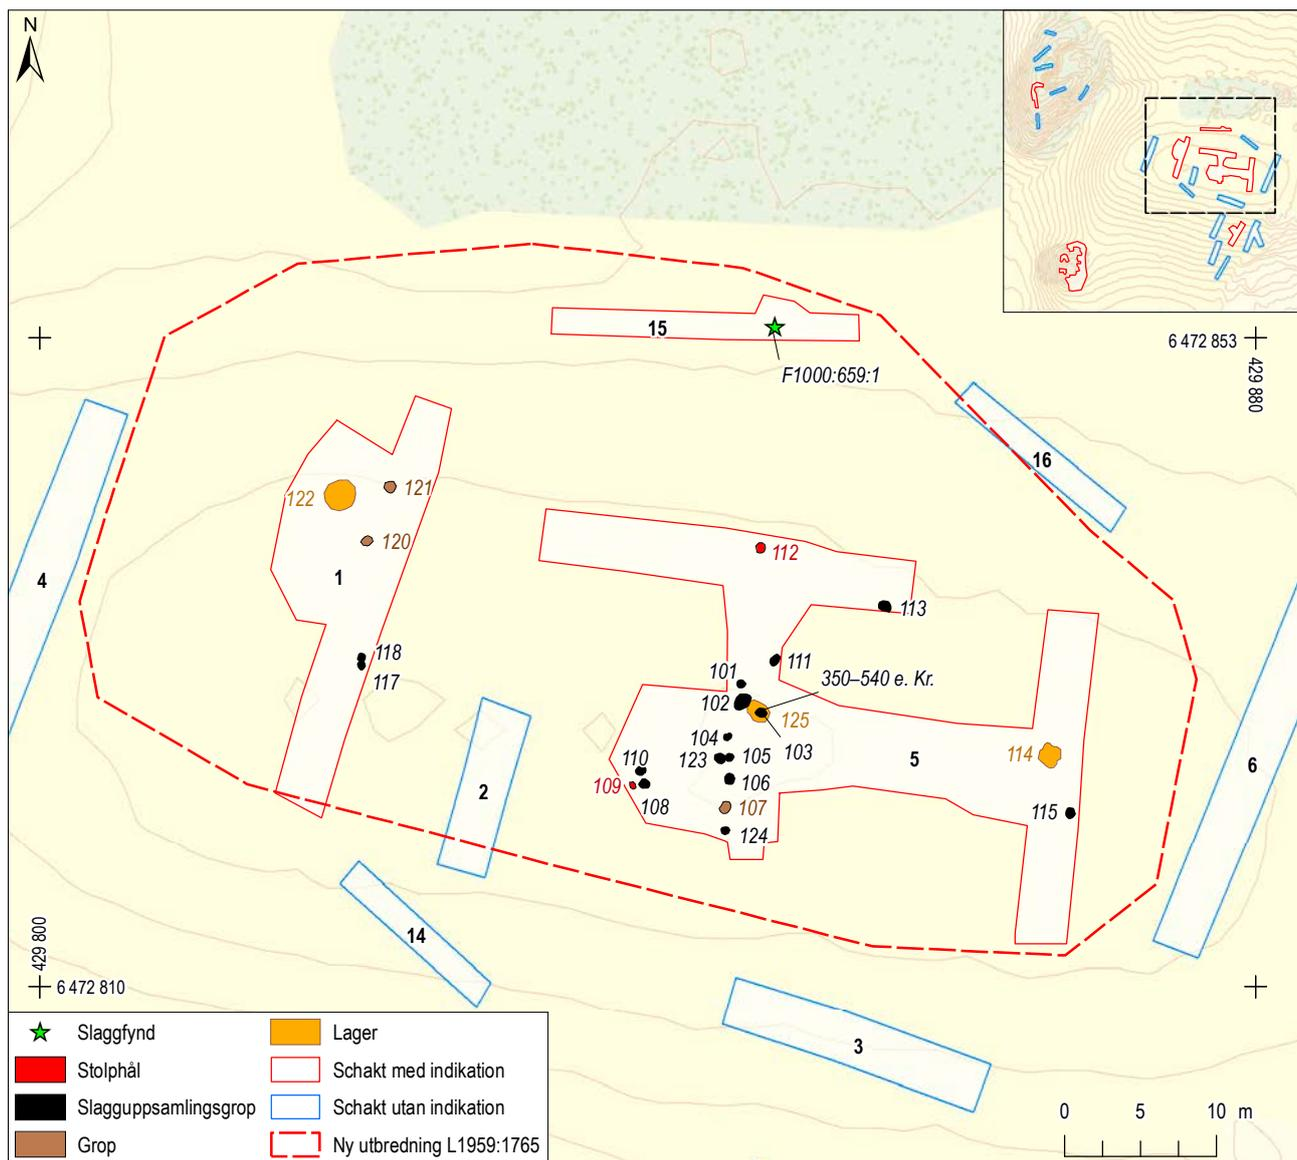 N
15
F1000:659:1
6 472 853
429 880
16
122
121
120
4
1
112
113
118
117
111
101
350–540 e. Kr.
102
125
103
104
123
105
106
110
109
108
107
124
5
114
115
6
2
14
3
429 800
6 472 810
Slaggfynd
Stolphål
Slagguppsamlingsgrop
Grop
Lager
Schakt med indikation
Schakt utan indikation
Ny utbredning L1959:1765
0 5 10 m